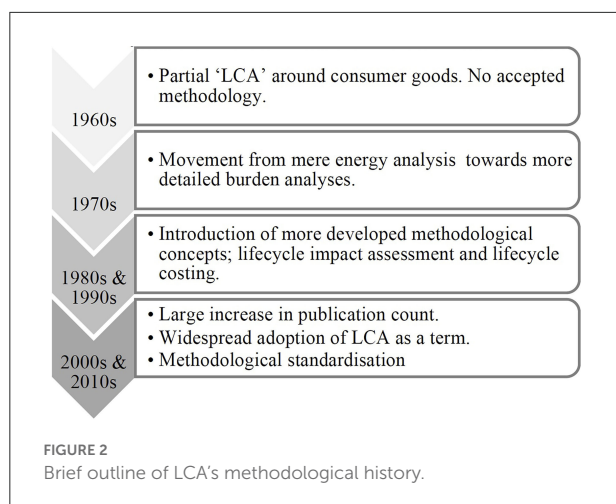 • Partial ‘LCA’ around consumer goods. No accepted
methodology.
1960s
• Movement from mere energy analysis towards more
detailed burden analyses.
1970s
• Introduction of more developed methodological
concepts; lifecycle impact assessment and lifecycle
costing.
1980s &
1990s
• Large increase in publication count.
• Widespread adoption of LCA as a term.
• Methodological standardisation
2000s &
2010s
FIGURE 2
Brief outline of LCA’s methodological history.